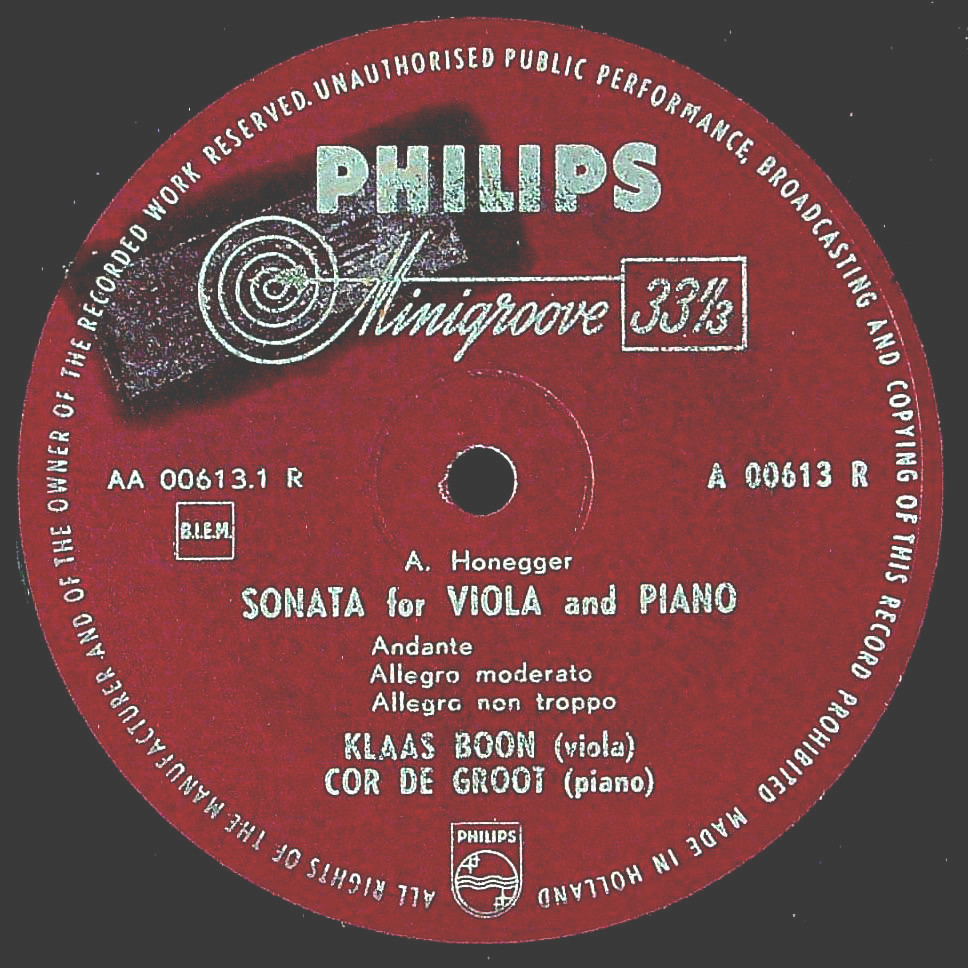 ALL RIGHTS OF THE MANUFACTURER AND OF THE OWNER OF THE RECORDED WORK RESERVED. UNAUTHORISED PUBLIC PERFORMANCE, BROADCASTING AND COPYING OF THIS RECORD PROHIBITED MADE IN HOLLAND
PHILIPS
Minigroove 33⅓
AA 00613.1 R
A 00613 R
B.I.E.M.
A. Honegger
SONATA for VIOLA and PIANO
Andante
Allegro moderato
Allegro non troppo
KLAAS BOON (viola)
COR DE GROOT (piano)
PHILIPS